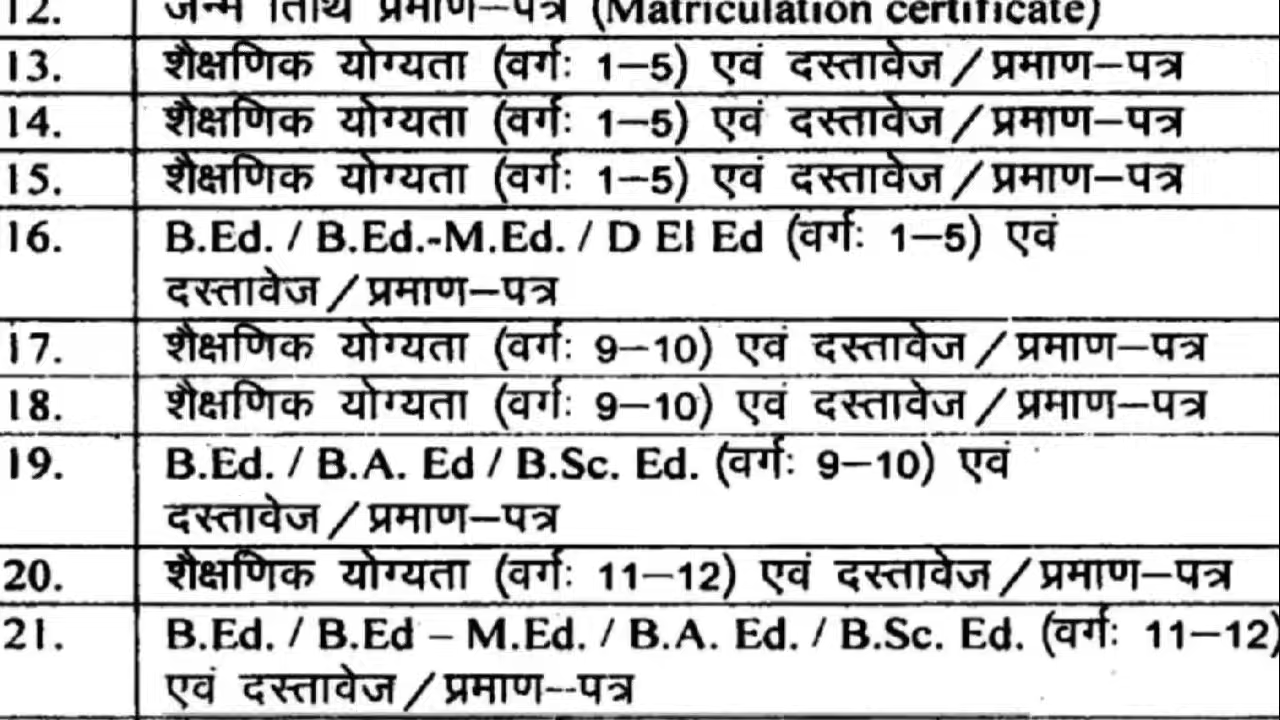 12. जन्म तिथि प्रमाण–पत्र (Matriculation certificate)
13. शैक्षणिक योग्यता (वर्गः 1–5) एवं दस्तावेज / प्रमाण–पत्र
14. शैक्षणिक योग्यता (वर्गः 1–5) एवं दस्तावेज / प्रमाण–पत्र
15. शैक्षणिक योग्यता (वर्गः 1–5) एवं दस्तावेज / प्रमाण–पत्र
16. B.Ed. / B.Ed.-M.Ed. / D El Ed (वर्गः 1–5) एवं
दस्तावेज / प्रमाण–पत्र
17. शैक्षणिक योग्यता (वर्गः 9–10) एवं दस्तावेज / प्रमाण–पत्र
18. शैक्षणिक योग्यता (वर्गः 9–10) एवं दस्तावेज / प्रमाण–पत्र
19. B.Ed. / B.A. Ed / B.Sc. Ed. (वर्गः 9–10) एवं
दस्तावेज / प्रमाण–पत्र
20. शैक्षणिक योग्यता (वर्गः 11–12) एवं दस्तावेज / प्रमाण–पत्र
21. B.Ed. / B.Ed – M.Ed. / B.A. Ed. / B.Sc. Ed. (वर्गः 11–12)
एवं दस्तावेज / प्रमाण--पत्र